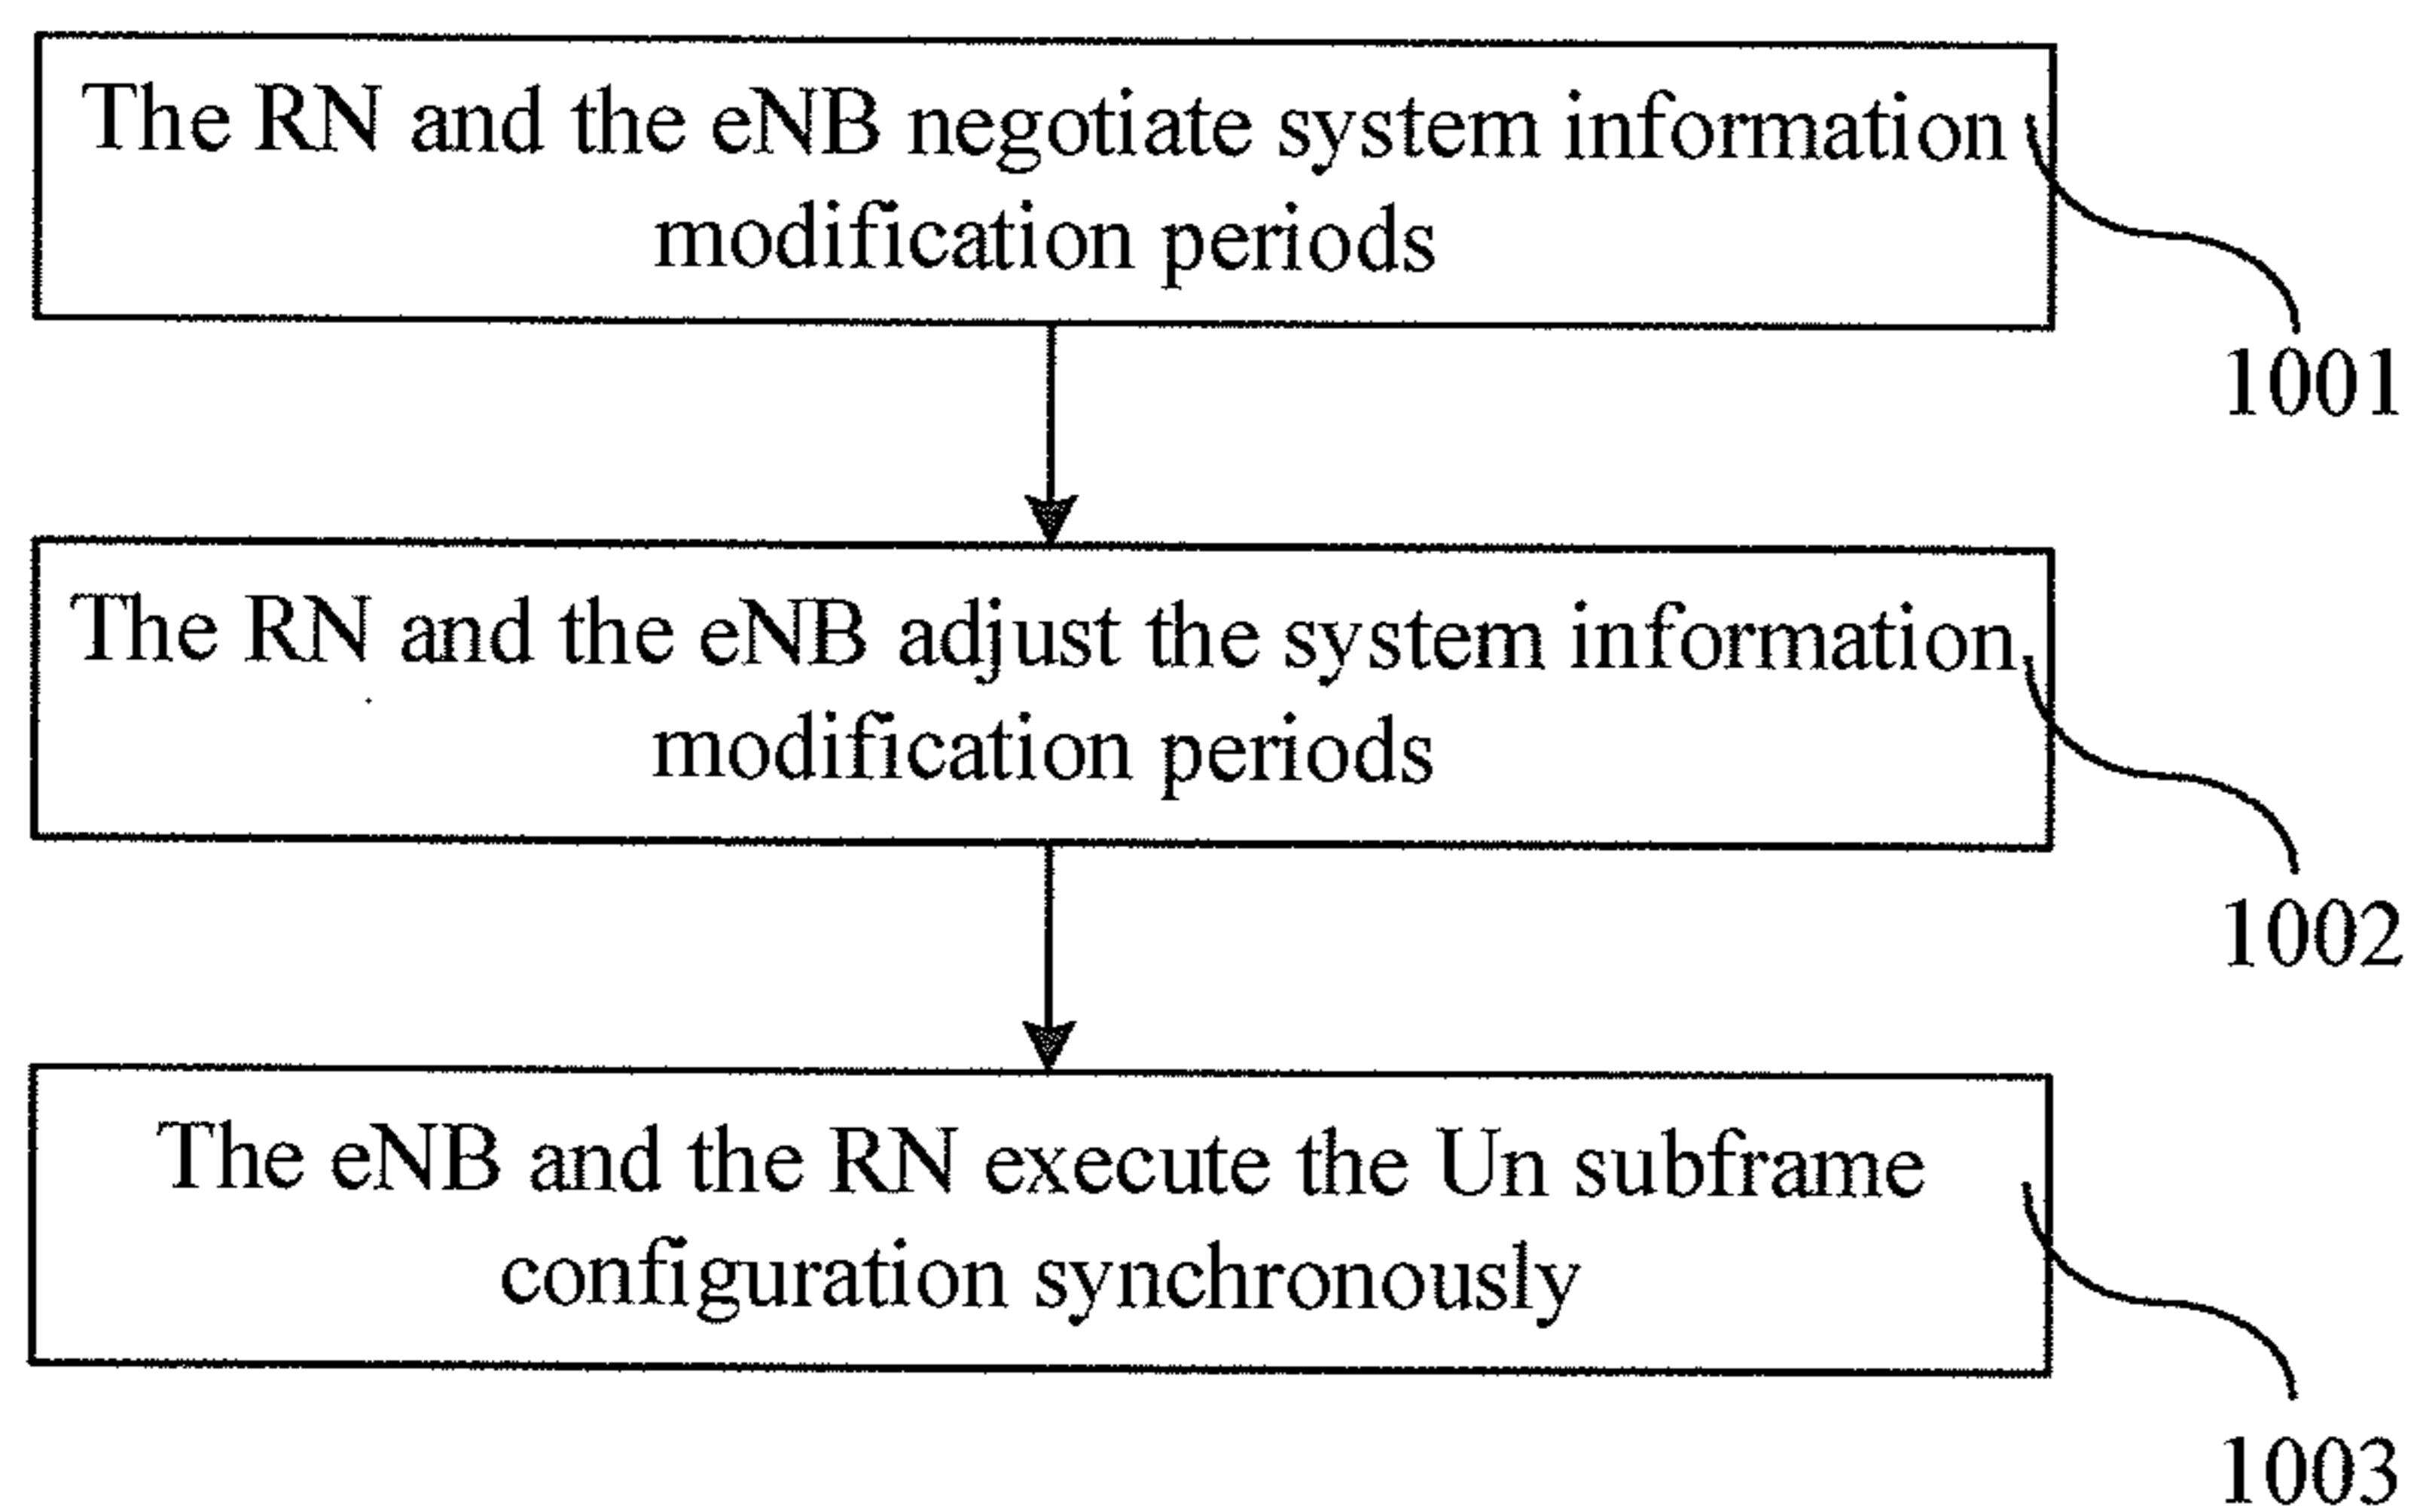 The RN and the eNB negotiate system information
modification periods
1001
The RN and the eNB adjust the system information
modification periods
1002
The eNB and the RN execute the Un subframe
configuration synchronously
1003